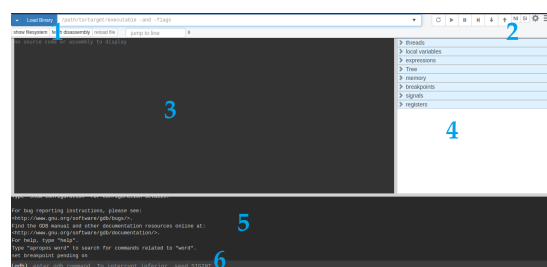 Load Binary /path/to/target/executable -and -flags NI SI
1 2
show filesystem fetch disassembly reload file jump to line
No source code or assembly to display
threads
local variables
expressions
Tree
memory
breakpoints
signals
registers
3
4
For bug reporting instructions, please see:
<http://www.gnu.org/software/gdb/bugs/>.
Find the GDB manual and other documentation resources online at:
<http://www.gnu.org/software/gdb/documentation/>.
For help, type "help".
Type "apropos word" to search for commands related to "word".
set breakpoint pending on
5
6
(gdb) enter gdb command. To interrupt inferior, send SIGINT.